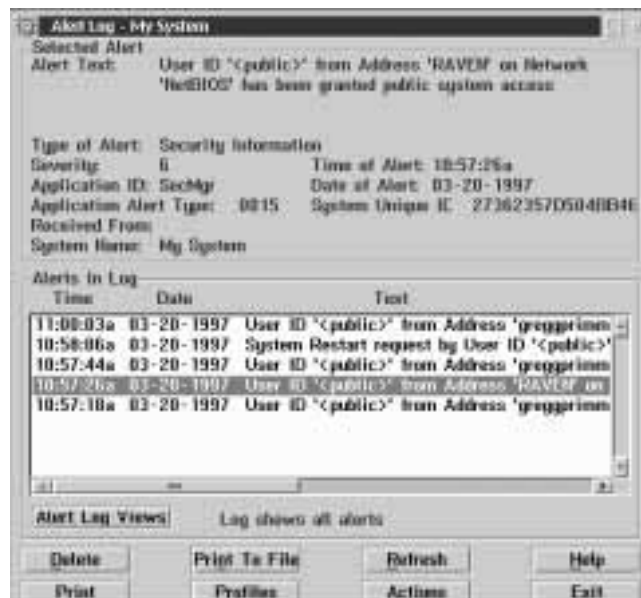 Alert Log - My System
Selected Alert
Alert Text: User ID '<public>' from Address 'RAVEN' on Network
'NetBIOS' has been granted public system access
Type of Alert: Security Information
Severity: 6 Time of Alert: 10:57:26a
Application ID: SecMgr Date of Alert: 03-20-1997
Application Alert Type: 0015 System Unique IC
Received From:
System Name: My System
Alerts in Log
Time Date Text
11:00:03a 03-20-1997 User ID '<public>' from Address 'greggprimm
10:58:06a 03-20-1997 System Restart request by User ID '<public>'
10:57:44a 03-20-1997 User ID '<public>' from Address 'greggprimm
10:57:26a 03-20-1997 User ID '<public>' from Address 'RAVEN' on
10:57:18a 03-20-1997 User ID '<public>' from Address 'greggprimm
Alert Log Views Log shows all alerts
Delete Print To File Refresh Help
Print Profiles Actions Exit